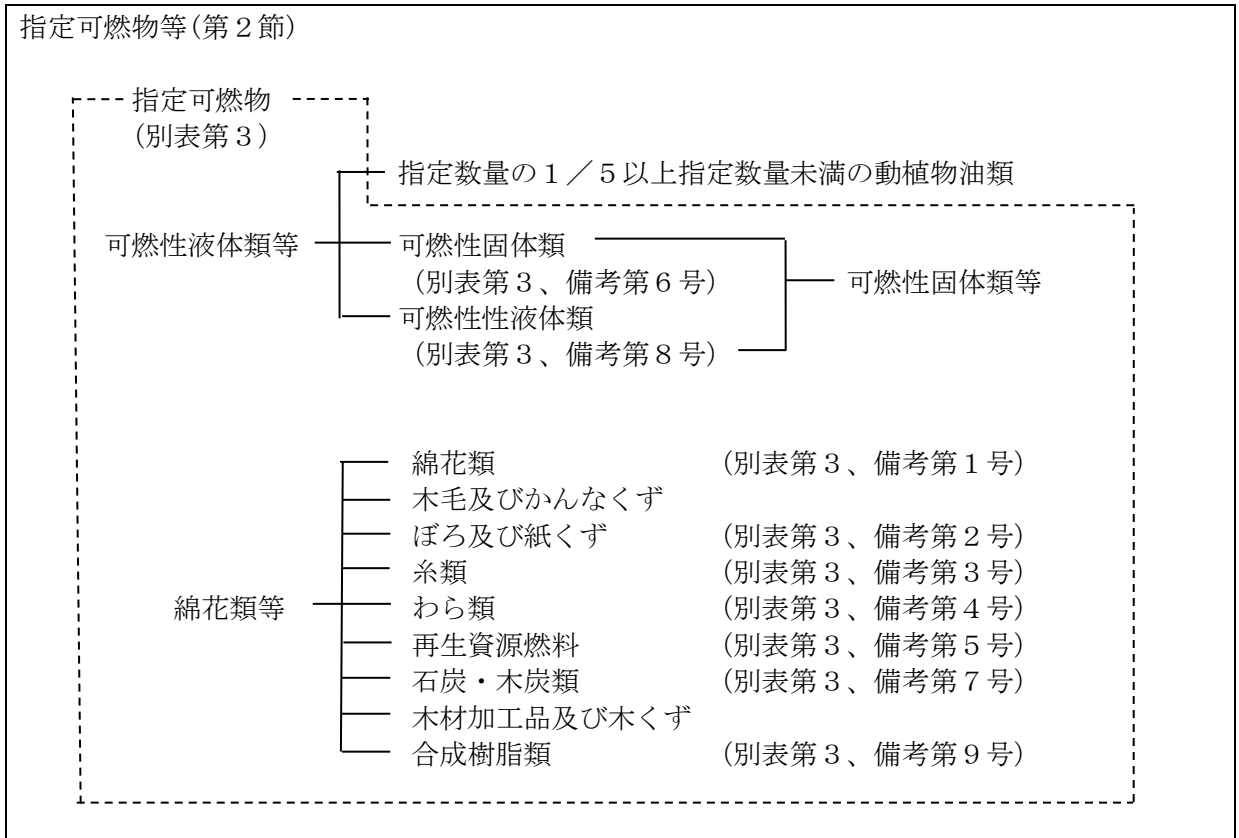 指定可燃物等(第２節)
指定可燃物
(別表第３)
指定数量の１／５以上指定数量未満の動植物油類
可燃性液体類等 可燃性固体類
(別表第３、備考第６号) 可燃性固体類等
可燃性性液体類
(別表第３、備考第８号)
綿花類 (別表第３、備考第１号)
木毛及びかんなくず
ぼろ及び紙くず (別表第３、備考第２号)
糸類 (別表第３、備考第３号)
綿花類等 わら類 (別表第３、備考第４号)
再生資源燃料 (別表第３、備考第５号)
石炭・木炭類 (別表第３、備考第７号)
木材加工品及び木くず
合成樹脂類 (別表第３、備考第９号)